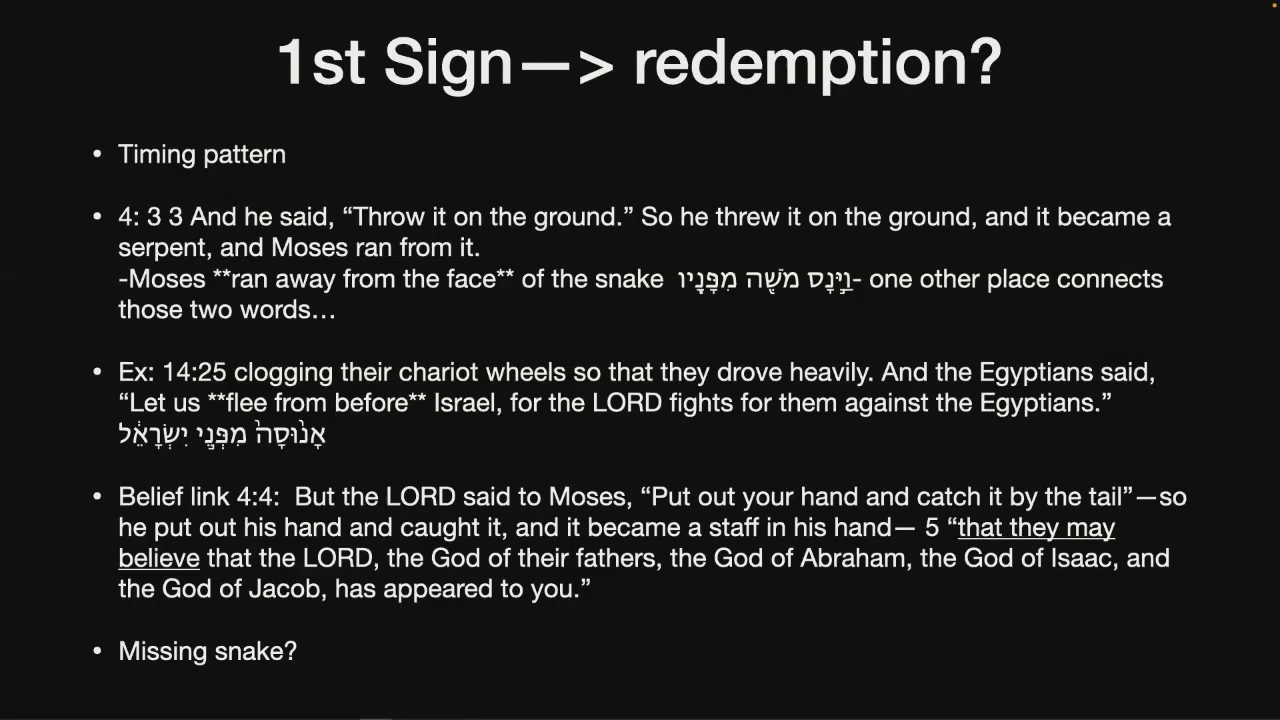 1st Sign—> redemption?
• Timing pattern
• 4: 3 3 And he said, “Throw it on the ground.” So he threw it on the ground, and it became a
serpent, and Moses ran from it.
-Moses **ran away from the face** of the snake וַיָּ֥נָס מֹשֶׁ֖ה מִפָּנָֽיו- one other place connects
those two words…
• Ex: 14:25 clogging their chariot wheels so that they drove heavily. And the Egyptians said,
“Let us **flee from before** Israel, for the LORD fights for them against the Egyptians.”
אָנ֙וּסָה֙ מִפְּנֵ֣י יִשְׂרָאֵ֔ל
• Belief link 4:4: But the LORD said to Moses, “Put out your hand and catch it by the tail”—so
he put out his hand and caught it, and it became a staff in his hand— 5 “that they may
believe that the LORD, the God of their fathers, the God of Abraham, the God of Isaac, and
the God of Jacob, has appeared to you.”
• Missing snake?